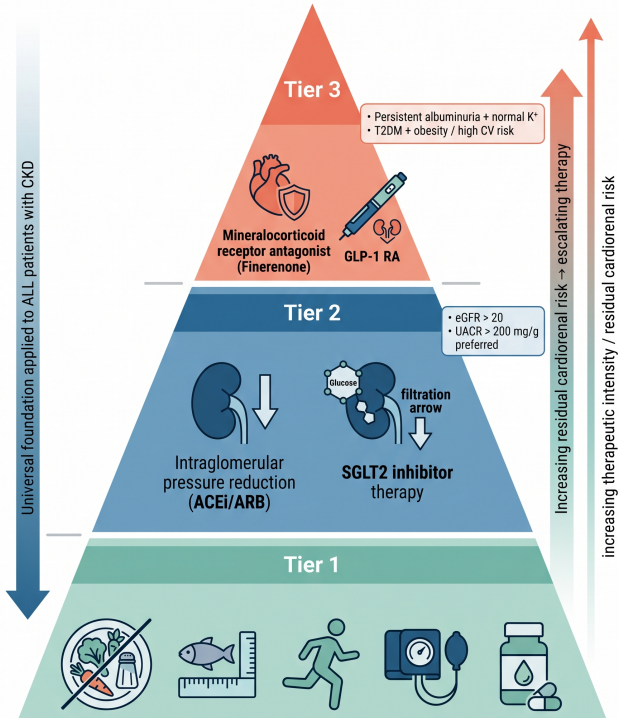 Tier 3
• Persistent albuminuria + normal K⁺
• T2DM + obesity / high CV risk
Mineralocorticoid
receptor antagonist
(Finerenone)
GLP-1 RA
Tier 2
• eGFR > 20
• UACR > 200 mg/g
preferred
Glucose
filtration
arrow
Intraglomerular
pressure reduction
(ACEi/ARB)
SGLT2 inhibitor
therapy
Tier 1
Universal foundation applied to ALL patients with CKD
Increasing residual cardiorenal risk → escalating therapy
increasing therapeutic intensity / residual cardiorenal risk